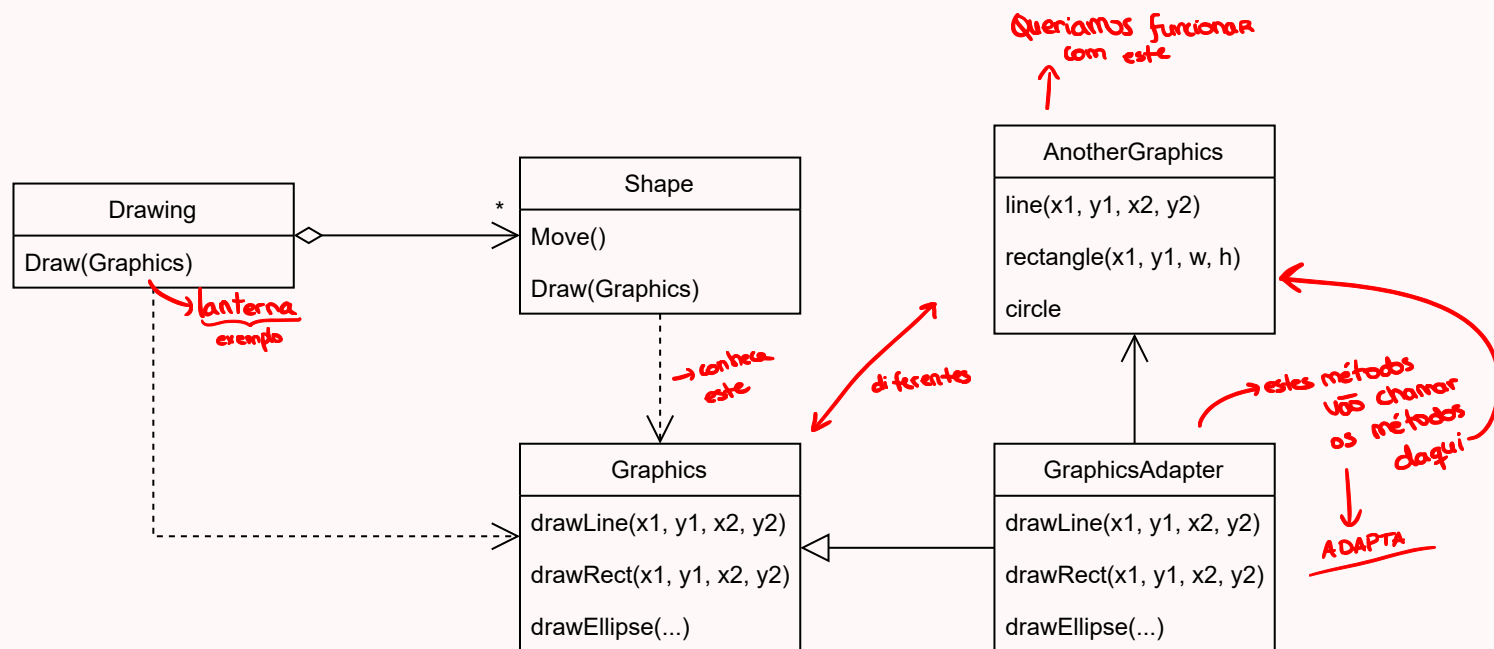 Queriamos funcionar
com este
AnotherGraphics
line(x1, y1, x2, y2)
rectangle(x1, y1, w, h)
circle
Shape
Move()
Draw(Graphics)
*
Drawing
Draw(Graphics)
lanterna
exemplo
conhece
este
diferentes
estes métodos
vão chamar
os métodos
daqui
ADAPTA
Graphics
drawLine(x1, y1, x2, y2)
drawRect(x1, y1, x2, y2)
drawEllipse(...)
GraphicsAdapter
drawLine(x1, y1, x2, y2)
drawRect(x1, y1, x2, y2)
drawEllipse(...)